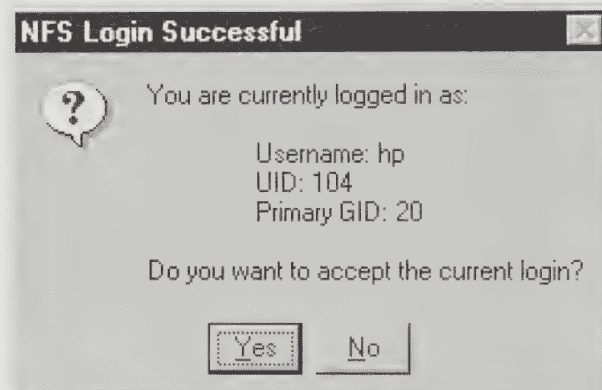 NFS Login Successful
You are currently logged in as:
Username: hp
UID: 104
Primary GID: 20
Do you want to accept the current login?
Yes
No